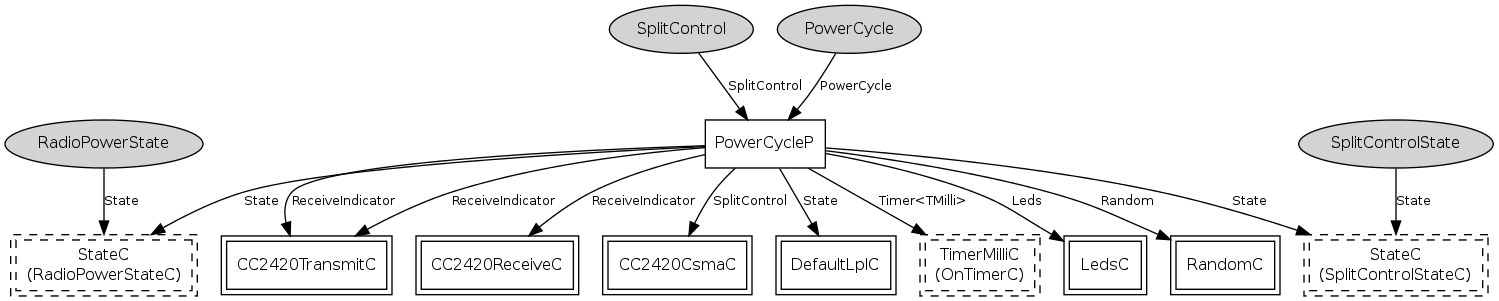 SplitControl
PowerCycle
SplitControl
PowerCycle
RadioPowerState
PowerCycleP
SplitControlState
State
State
ReceiveIndicator
ReceiveIndicator
ReceiveIndicator
SplitControl
State
Timer<TMilli>
Leds
Random
State
State
StateC
(RadioPowerStateC)
CC2420TransmitC
CC2420ReceiveC
CC2420CsmaC
DefaultLplC
TimerMilliC
(OnTimerC)
LedsC
RandomC
StateC
(SplitControlStateC)